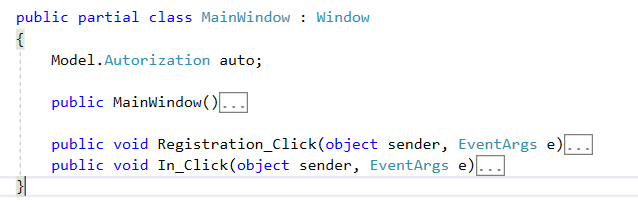 public partial class MainWindow : Window
{
Model.Autorization auto;
public MainWindow()...
public void Registration_Click(object sender, EventArgs e)...
public void In_Click(object sender, EventArgs e)...
}